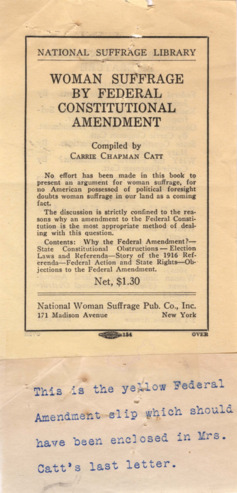 NATIONAL SUFFRAGE LIBRARY
WOMAN SUFFRAGE
BY FEDERAL
CONSTITUTIONAL
AMENDMENT
Compiled by
CARRIE CHAPMAN CATT
No effort has been made in this book to
present an argument for woman suffrage, for
no American possessed of political foresight
doubts woman suffrage in our land as a coming
fact.
The discussion is strictly confined to the rea-
sons why an amendment to the Federal Consti-
tution is the most appropriate method of deal-
ing with this question.
Contents: Why the Federal Amendment?—
State Constitutional Obstructions—Election
Laws and Referenda—Story of the 1916 Ref-
erenda—Federal Action and State Rights—Ob-
jections to the Federal Amendment.
Net, $1.30
National Woman Suffrage Pub. Co., Inc.
171 Madison Avenue New York
154 OVER
This is the yellow Federal
Amendment slip which should
have been enclosed in Mrs.
Catt's last letter.